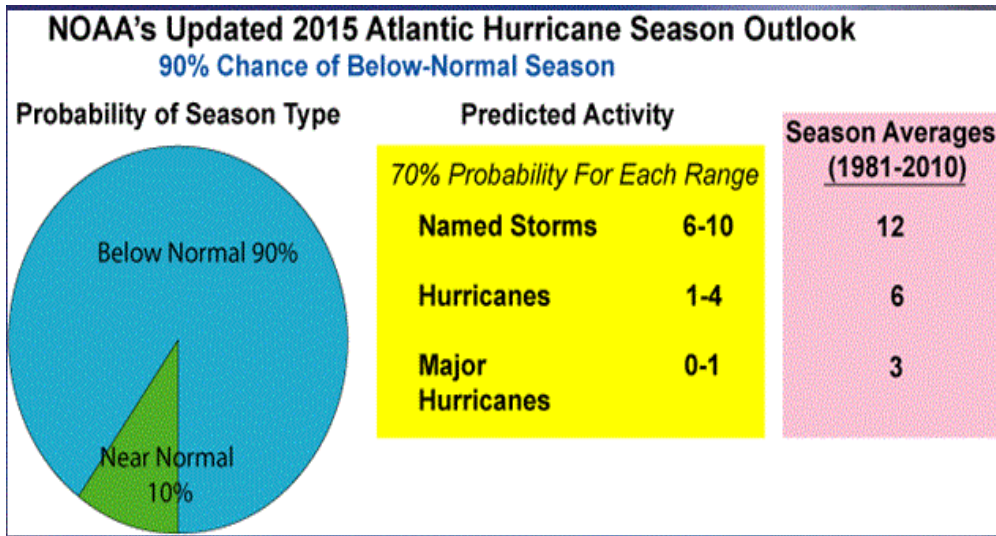 NOAA's Updated 2015 Atlantic Hurricane Season Outlook
90% Chance of Below-Normal Season
Probability of Season Type
Below Normal 90%
Near Normal
10%
Predicted Activity
70% Probability For Each Range
Named Storms 6-10
Hurricanes 1-4
Major 0-1
Hurricanes
Season Averages
(1981-2010)
12
6
3